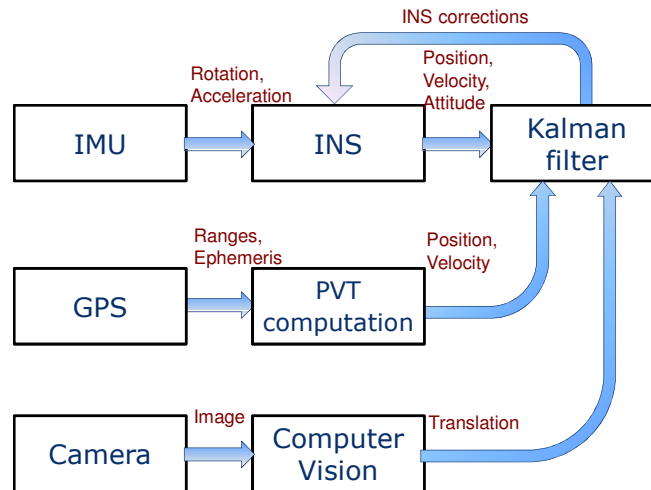 INS corrections
Rotation,
Acceleration
Position,
Velocity,
Attitude
IMU
INS
Kalman
filter
Ranges,
Ephemeris
Position,
Velocity
GPS
PVT
computation
Image
Translation
Camera
Computer
Vision